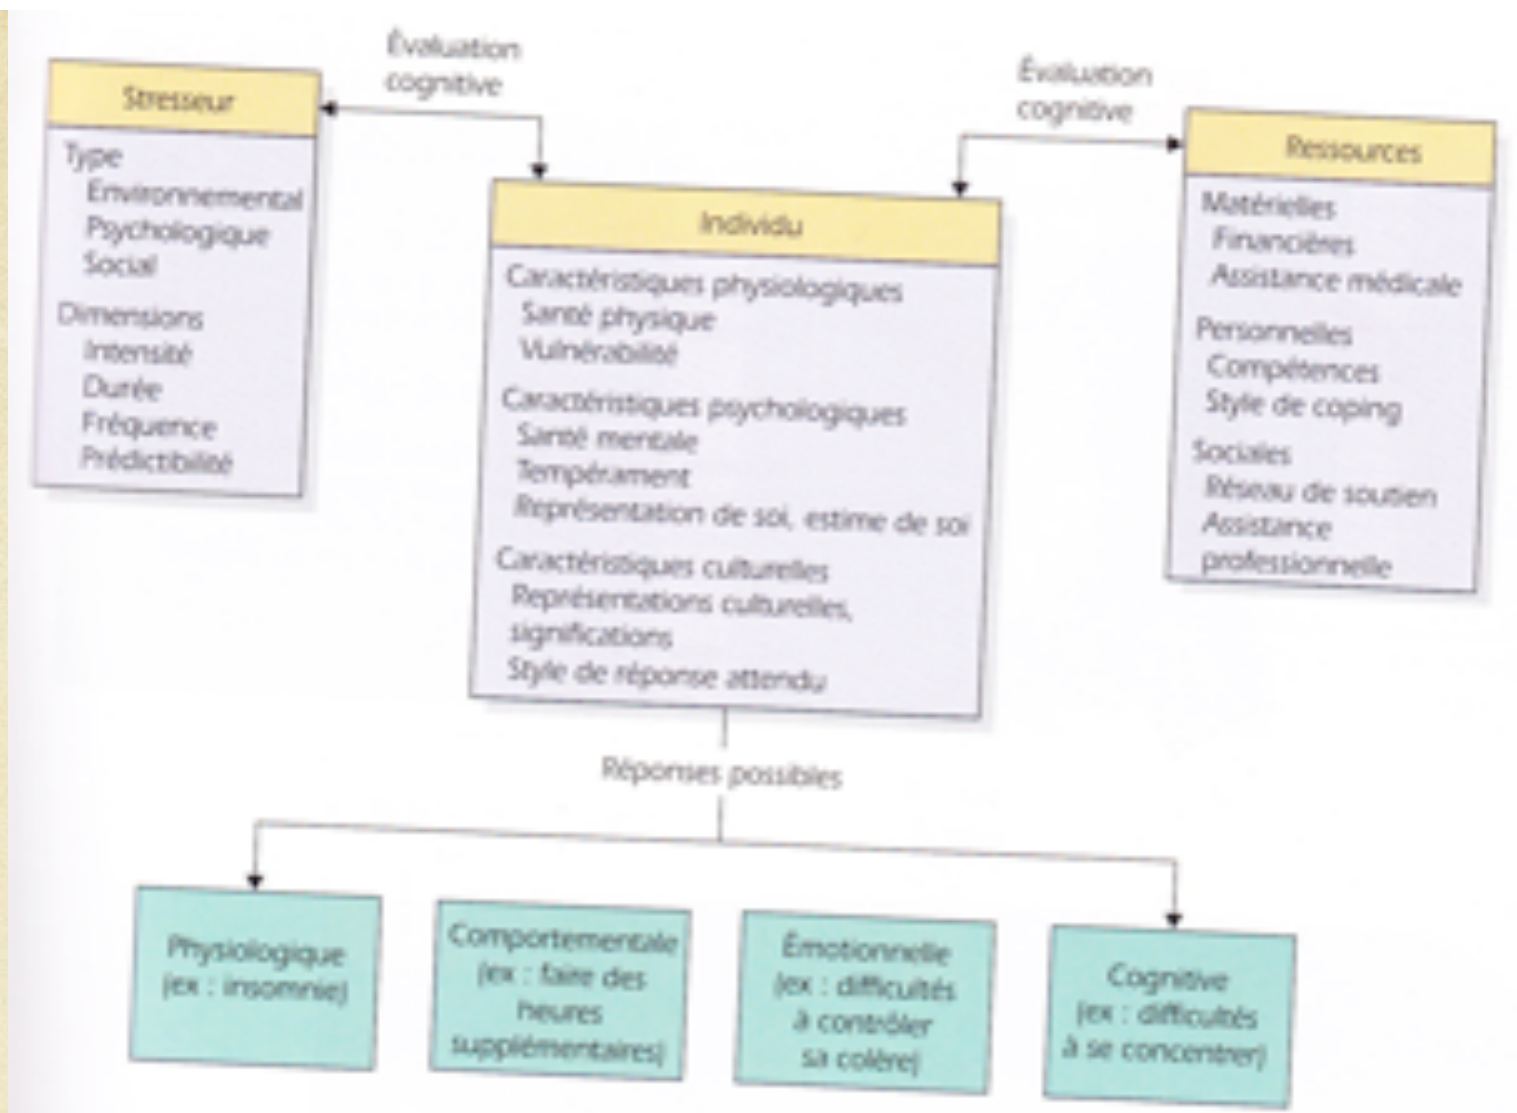 Évaluation
cognitive
Stresseur
Type
Environnemental
Psychologique
Social
Dimensions
Intensité
Durée
Fréquence
Prédictibilité
Évaluation
cognitive
Ressources
Matérielles
Financières
Assistance médicale
Personnelles
Compétences
Style de coping
Sociales
Réseau de soutien
Assistance
professionnelle
Individu
Caractéristiques physiologiques
Santé physique
Vulnérabilité
Caractéristiques psychologiques
Santé mentale
Tempérament
Représentation de soi, estime de soi
Caractéristiques culturelles
Représentations culturelles,
significations
Style de réponse attendu
Réponses possibles
Physiologique
(ex : insomnie)
Comportementale
(ex : faire des
heures
supplémentaires)
Émotionnelle
(ex : difficultés
à contrôler
sa colère)
Cognitive
(ex : difficultés
à se concentrer)